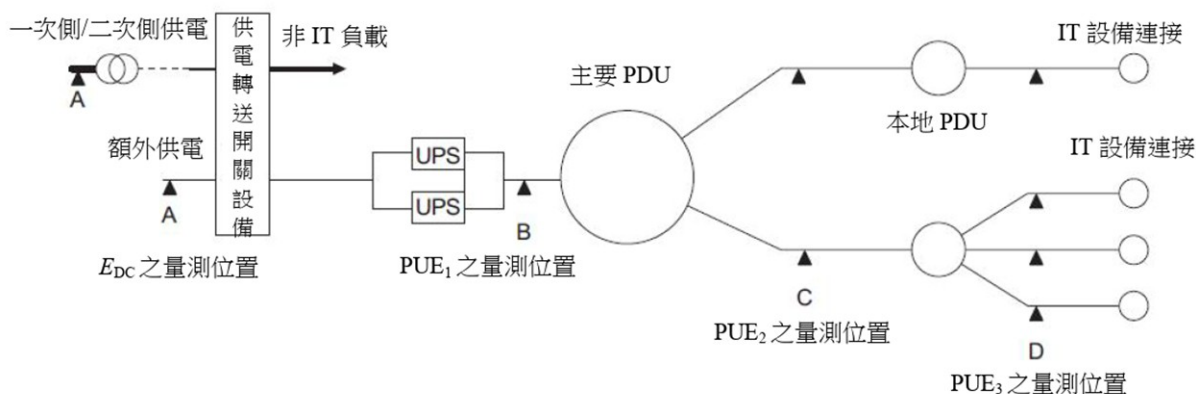 一次側/二次側供電
供電轉送開關設備
非 IT 負載
A
額外供電
A
E_DC 之量測位置
UPS
UPS
B
PUE₁ 之量測位置
主要 PDU
本地 PDU
IT 設備連接
IT 設備連接
C
PUE₂ 之量測位置
D
PUE₃ 之量測位置